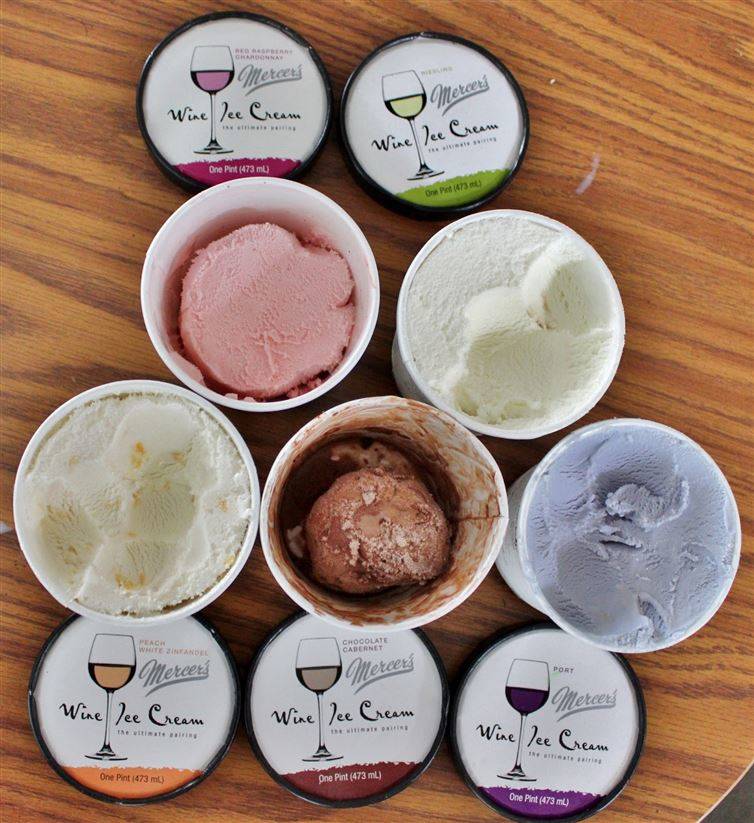 RED RASPBERRY
CHARDONNAY
Mercer's
Wine Ice Cream
the ultimate pairing
One Pint (473 mL)
RIESLING
Mercer's
Wine Ice Cream
the ultimate pairing
One Pint (473 mL)
PEACH
WHITE ZINFANDEL
Mercer's
Wine Ice Cream
the ultimate pairing
One Pint (473 mL)
CHOCOLATE
CABERNET
Mercer's
Wine Ice Cream
the ultimate pairing
One Pint (473 mL)
PORT
Mercer's
Wine Ice Cream
the ultimate pairing
One Pint (473 mL)